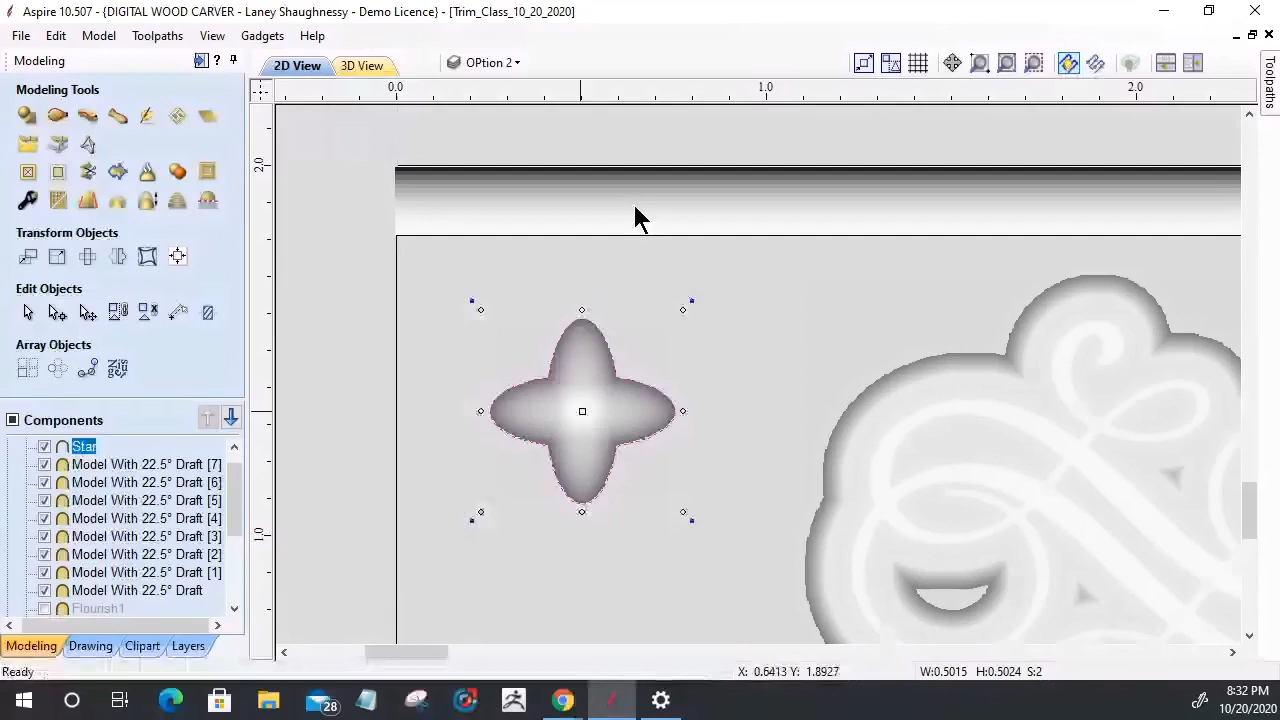 Aspire 10.507 - {DIGITAL WOOD CARVER - Laney Shaughnessy - Demo Licence} - [Trim_Class_10_20_2020]
File Edit Model Toolpaths View Gadgets Help
Modeling
2D View 3D View OPtion 2
Modeling Tools
Transform Objects
Edit Objects
Array Objects
Components
Star
Model With 22.5° Draft [7]
Model With 22.5° Draft [6]
Model With 22.5° Draft [5]
Model With 22.5° Draft [4]
Model With 22.5° Draft [3]
Model With 22.5° Draft [2]
Model With 22.5° Draft [1]
Model With 22.5° Draft
Flourish1
Modeling Drawing Clipart Layers
0.0 1.0 2.0
2.0
1.0
Toolpaths
Ready X: 0.6413 Y: 1.8927 W:0.5015 H:0.5024 S:2
28
8:32 PM
10/20/2020